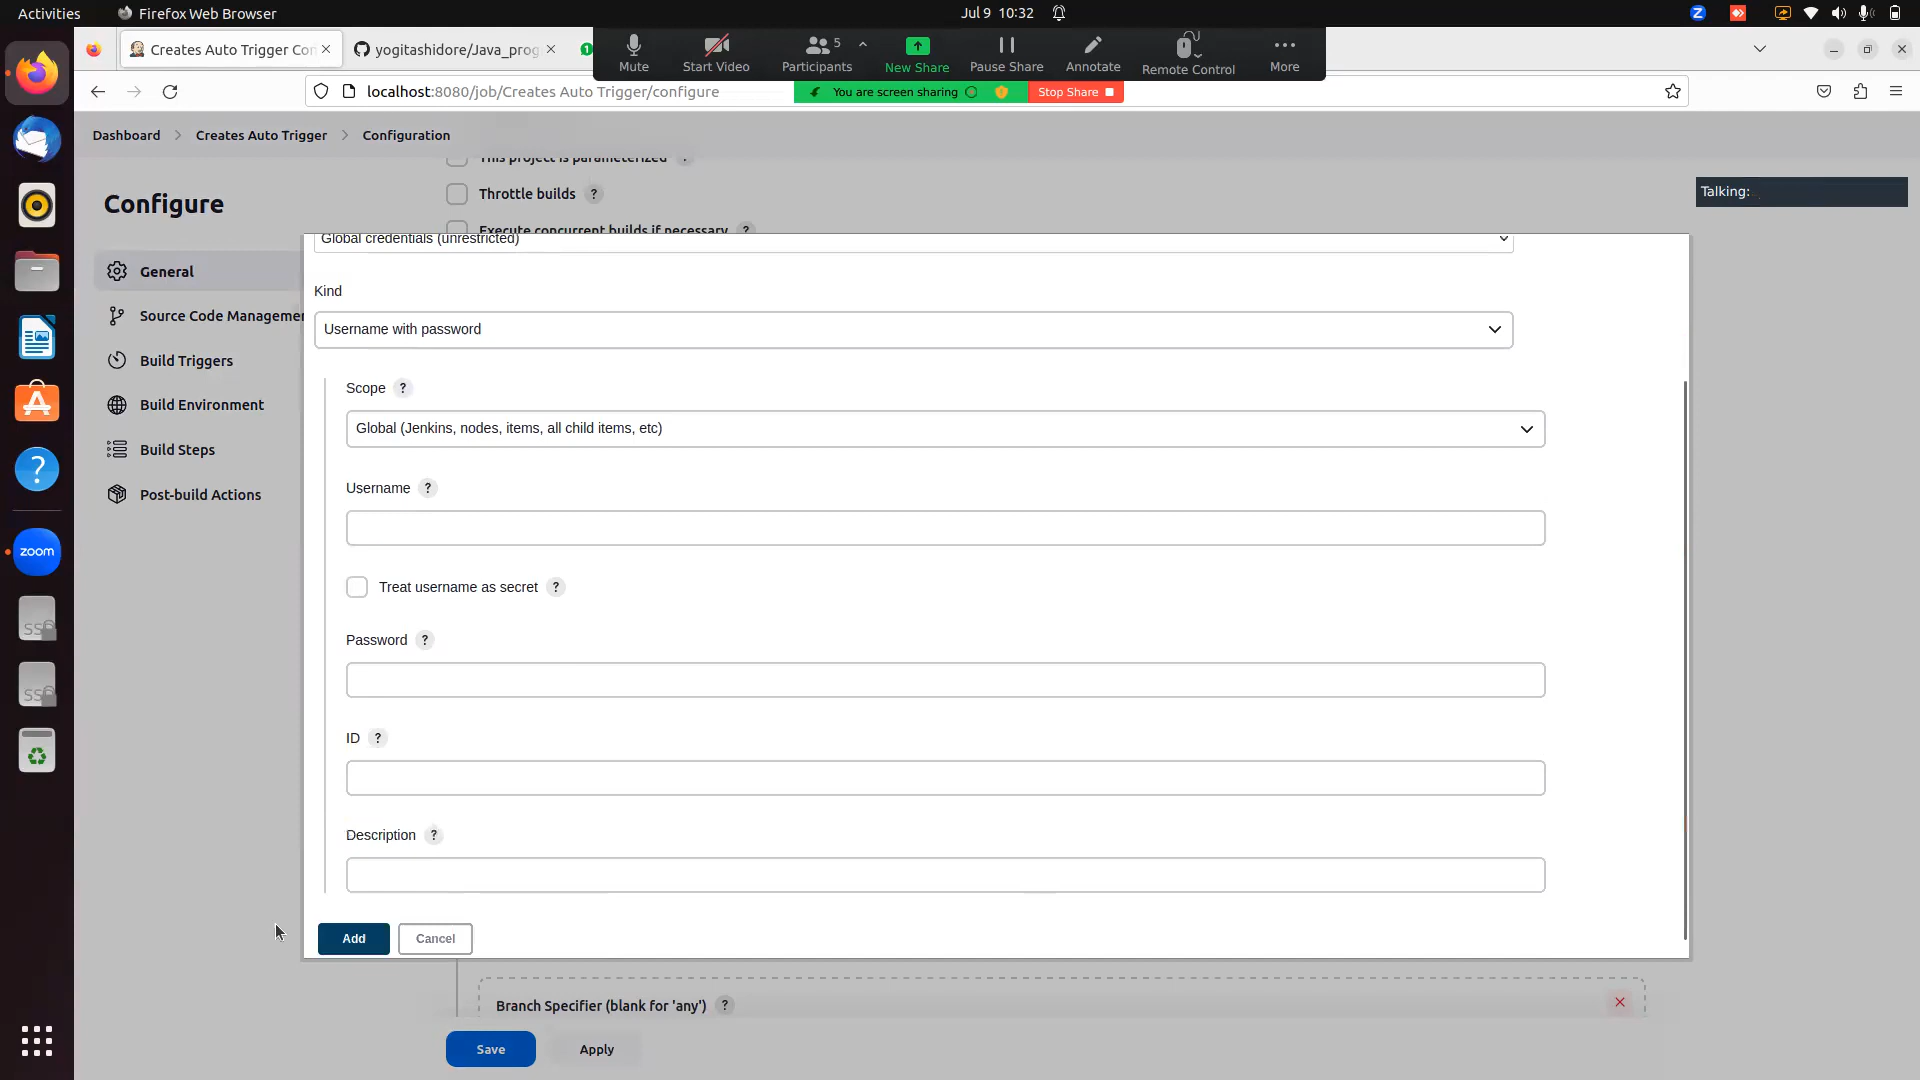 Activities
Firefox Web Browser
Jul 9 10:32
Creates Auto Trigger Con
yogitashidore/Java_prog
1
Mute
Start Video
Participants
5
New Share
Pause Share
Annotate
Remote Control
More
localhost:8080/job/Creates Auto Trigger/configure
You are screen sharing
Stop Share
Dashboard
Creates Auto Trigger
Configuration
This project is parameterized ?
Throttle builds ?
Execute concurrent builds if necessary ?
Talking:
Configure
General
Source Code Managemen
Build Triggers
Build Environment
Build Steps
Post-build Actions
Global credentials (unrestricted)
Kind
Username with password
Scope ?
Global (Jenkins, nodes, items, all child items, etc)
Username ?
Treat username as secret ?
Password ?
ID ?
Description ?
Add
Cancel
Branch Specifier (blank for 'any') ?
Save
Apply
zoom
SSD
SSD